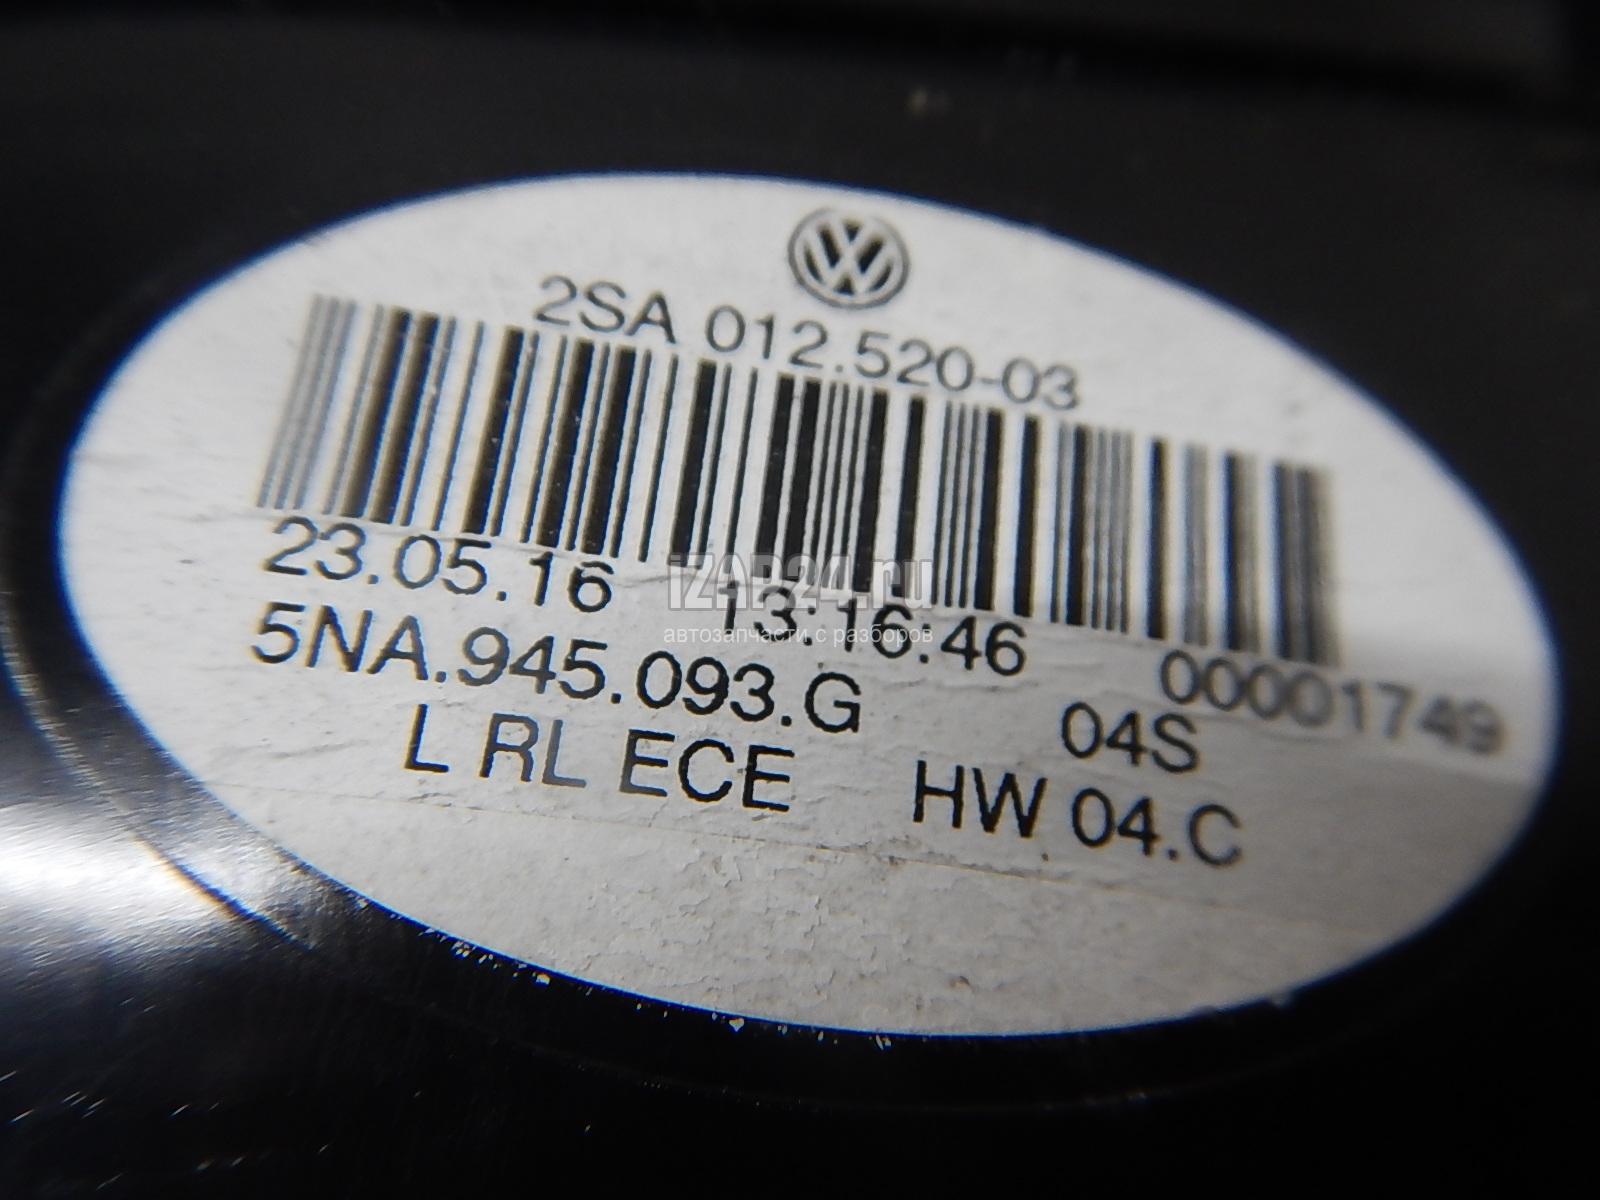 2SA 012.520-03
23.05.16 13:16:46 00001749
iZAP24.ru
автозапчасти с разборов
5NA.945.093.G 04S
L RL ECE HW 04.C